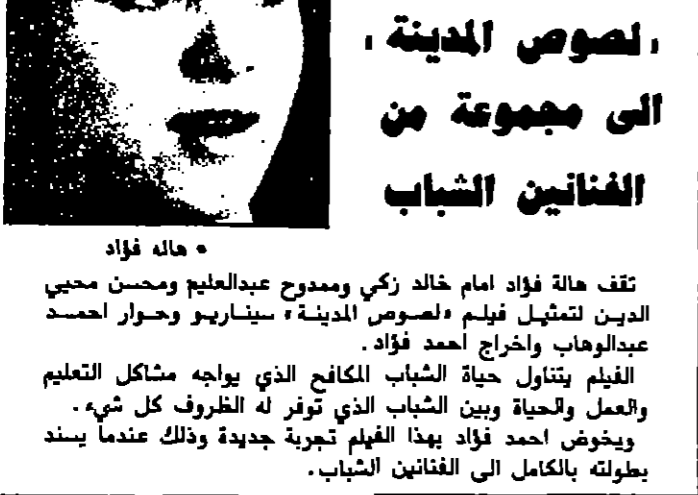 « لصوص المدينة »
الى مجموعة من
الفنانين الشباب
* هاله فؤاد
تقف هالة فؤاد امام خالد زكي وممدوح عبدالعليم ومحسن محيي
الدين لتمثيل فيلم «لصوص المدينة» سيناريو وحوار احمد
عبدالوهاب واخراج احمد فؤاد.
الفيلم يتناول حياة الشباب المكافح الذي يواجه مشاكل التعليم
والعمل والحياة وبين الشباب الذي توفر له الظروف كل شيء.
ويخوض احمد فؤاد بهذا الفيلم تجربة جديدة وذلك عندما يسند
بطولته بالكامل الى الفنانين الشباب.